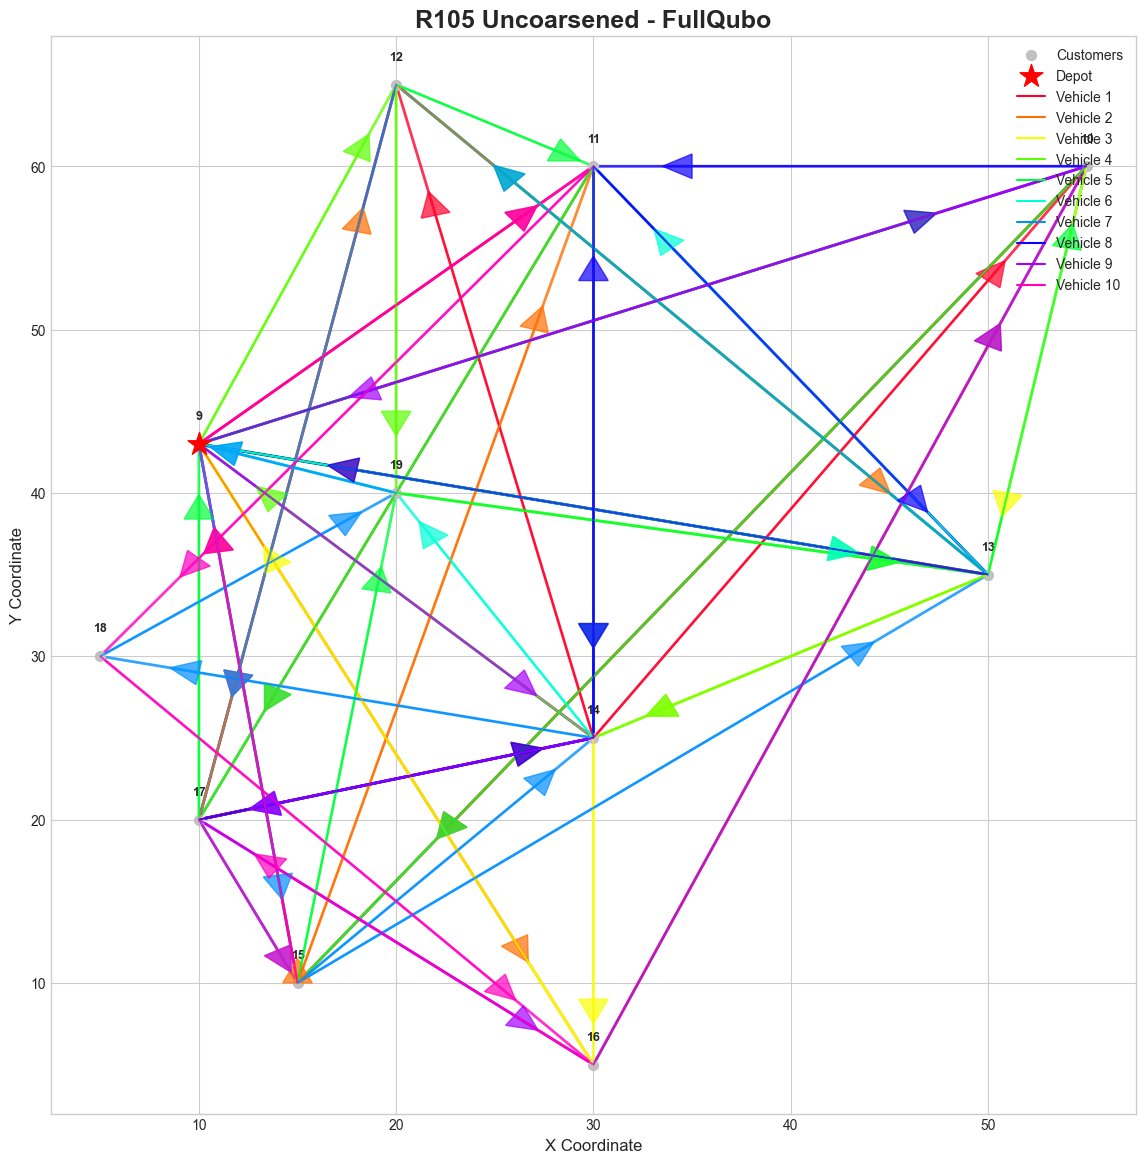 R105 Uncoarsened - FullQubo
12
11
10
9
19
13
18
14
17
15
16
Customers
Depot
Vehicle 1
Vehicle 2
Vehicle 3
Vehicle 4
Vehicle 5
Vehicle 6
Vehicle 7
Vehicle 8
Vehicle 9
Vehicle 10
60
50
40
30
20
10
Y Coordinate
10
20
30
40
50
X Coordinate